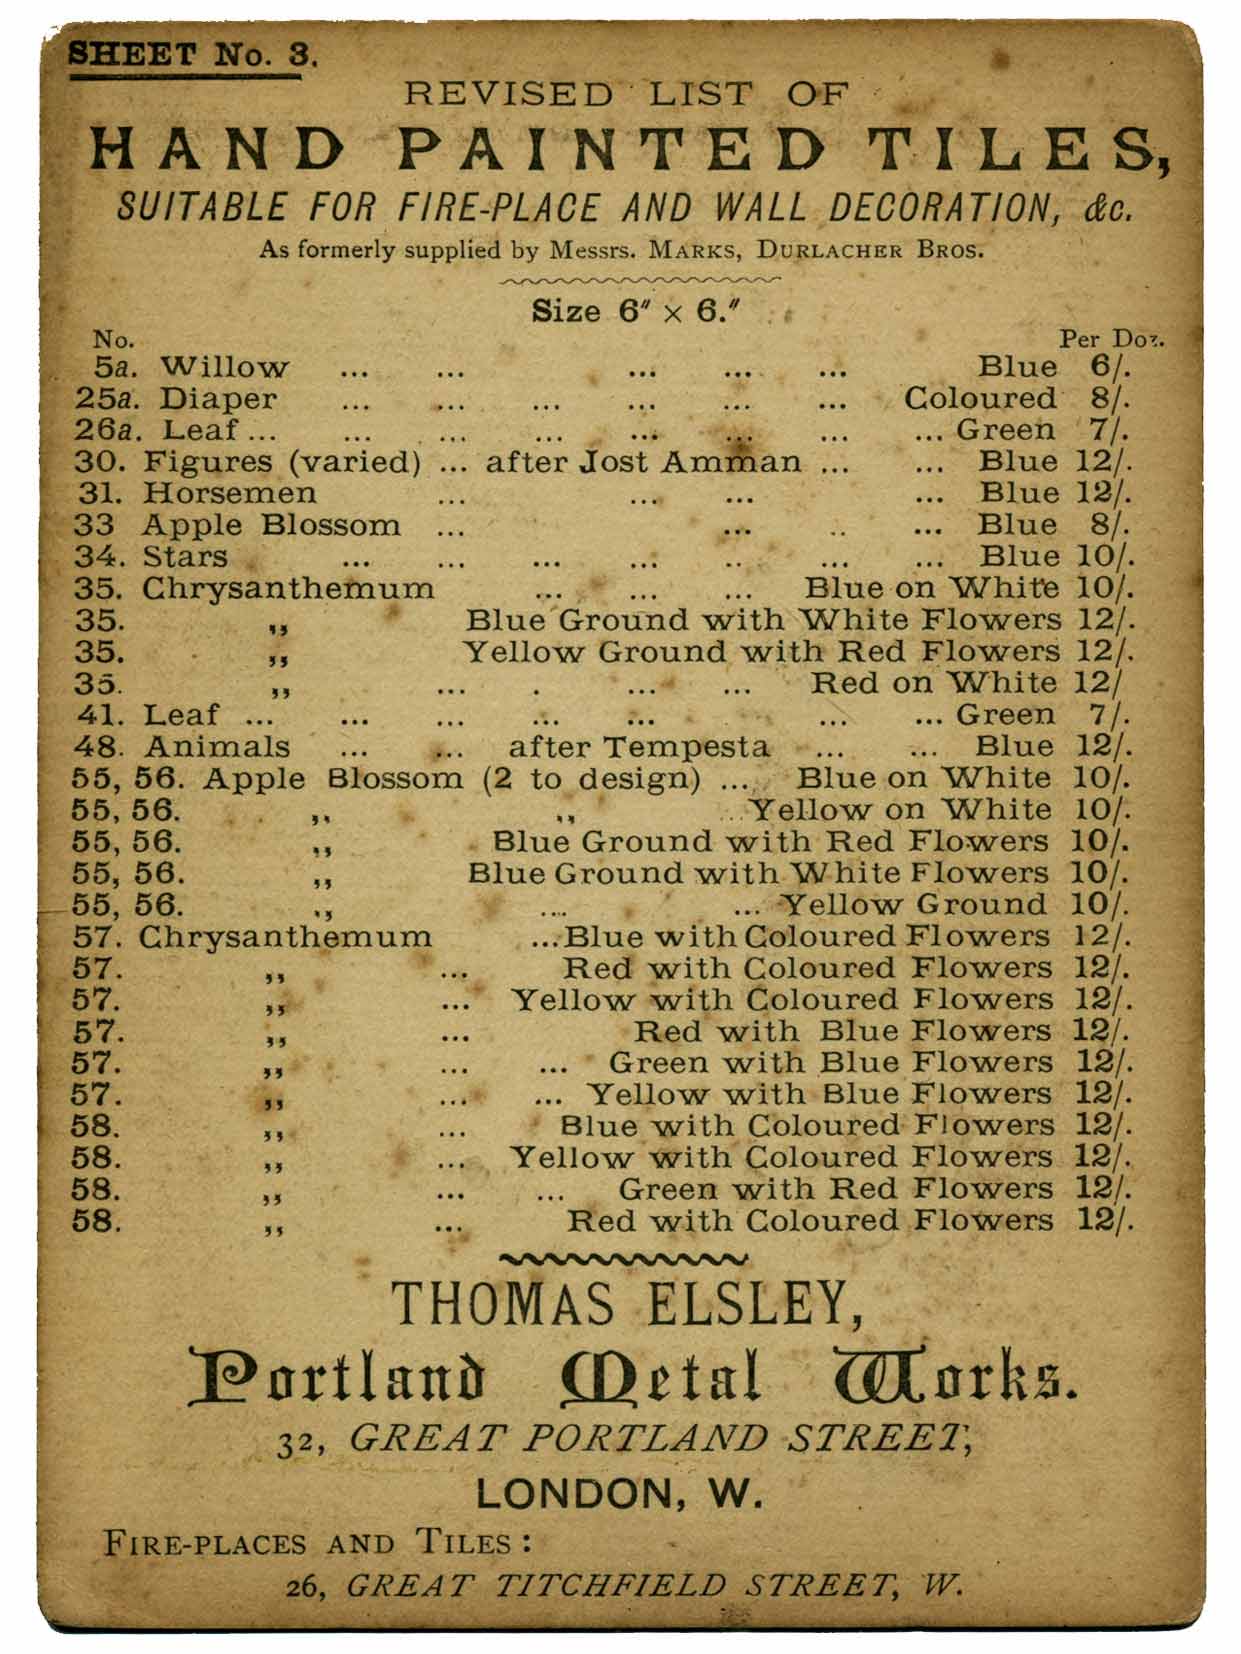 SHEET No. 3.
REVISED LIST OF
HAND PAINTED TILES,
SUITABLE FOR FIRE-PLACE AND WALL DECORATION, &c.
As formerly supplied by Messrs. MARKS, DURLACHER BROS.
Size 6" × 6."
No. Per Doz.
5a. Willow ... ... ... ... ... Blue 6/.
25a. Diaper ... ... ... ... ... ... Coloured 8/.
26a. Leaf ... ... ... ... ... ... ... ... Green 7/.
30. Figures (varied) ... after Jost Amman ... ... Blue 12/.
31. Horsemen ... ... ... ... Blue 12/.
33 Apple Blossom ... ... .. ... Blue 8/.
34. Stars ... ... ... ... .. ... ... Blue 10/.
35. Chrysanthemum ... ... ... Blue on White 10/.
35. ,, Blue Ground with White Flowers 12/.
35. ,, Yellow Ground with Red Flowers 12/.
35. ,, ... . ... ... Red on White 12/
41. Leaf ... ... ... ... ... ... ... Green 7/.
48. Animals ... ... after Tempesta ... ... Blue 12/.
55, 56. Apple Blossom (2 to design) ... Blue on White 10/.
55, 56. ,, ,, ... Yellow on White 10/.
55, 56. ,, Blue Ground with Red Flowers 10/.
55, 56. ,, Blue Ground with White Flowers 10/.
55, 56. ,, ... ... Yellow Ground 10/.
57. Chrysanthemum ... Blue with Coloured Flowers 12/.
57. ,, ... Red with Coloured Flowers 12/.
57. ,, ... Yellow with Coloured Flowers 12/.
57. ,, ... Red with Blue Flowers 12/.
57. ,, ... ... Green with Blue Flowers 12/.
57. ,, ... ... Yellow with Blue Flowers 12/.
58. ,, ... Blue with Coloured Flowers 12/.
58. ,, ... Yellow with Coloured Flowers 12/.
58. ,, ... ... Green with Red Flowers 12/.
58. ,, ... Red with Coloured Flowers 12/.
THOMAS ELSLEY,
Portland Metal Works.
32, GREAT PORTLAND STREET,
LONDON, W.
FIRE-PLACES AND TILES:
26, GREAT TITCHFIELD STREET, W.